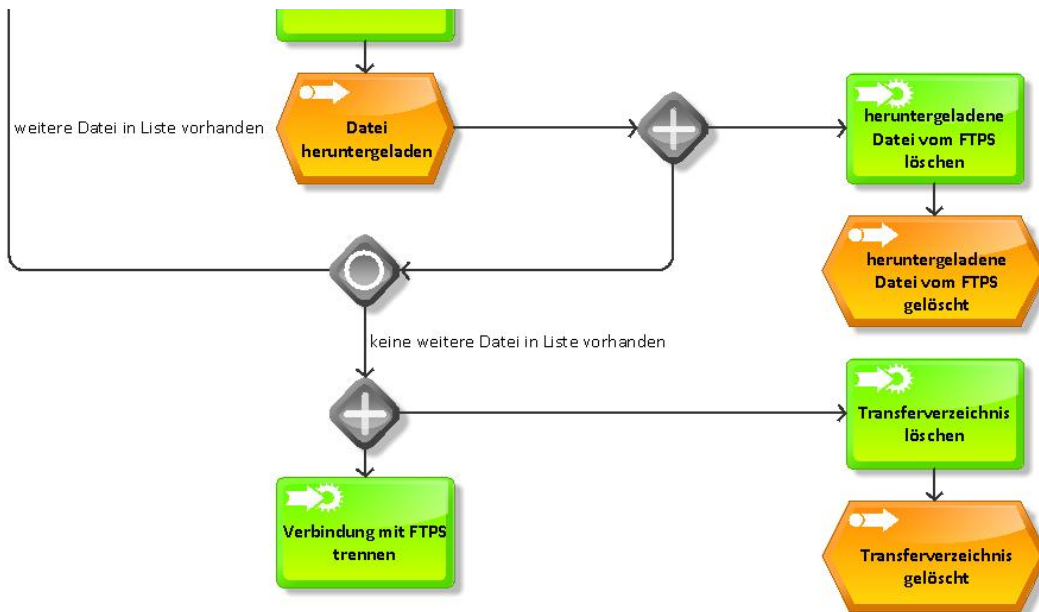 weitere Datei in Liste vorhanden
Datei
heruntergeladen
heruntergeladene
Datei vom FTPS
löschen
heruntergeladene
Datei vom FTPS
gelöscht
keine weitere Datei in Liste vorhanden
Transferverzeichnis
löschen
Verbindung mit FTPS
trennen
Transferverzeichnis
gelöscht